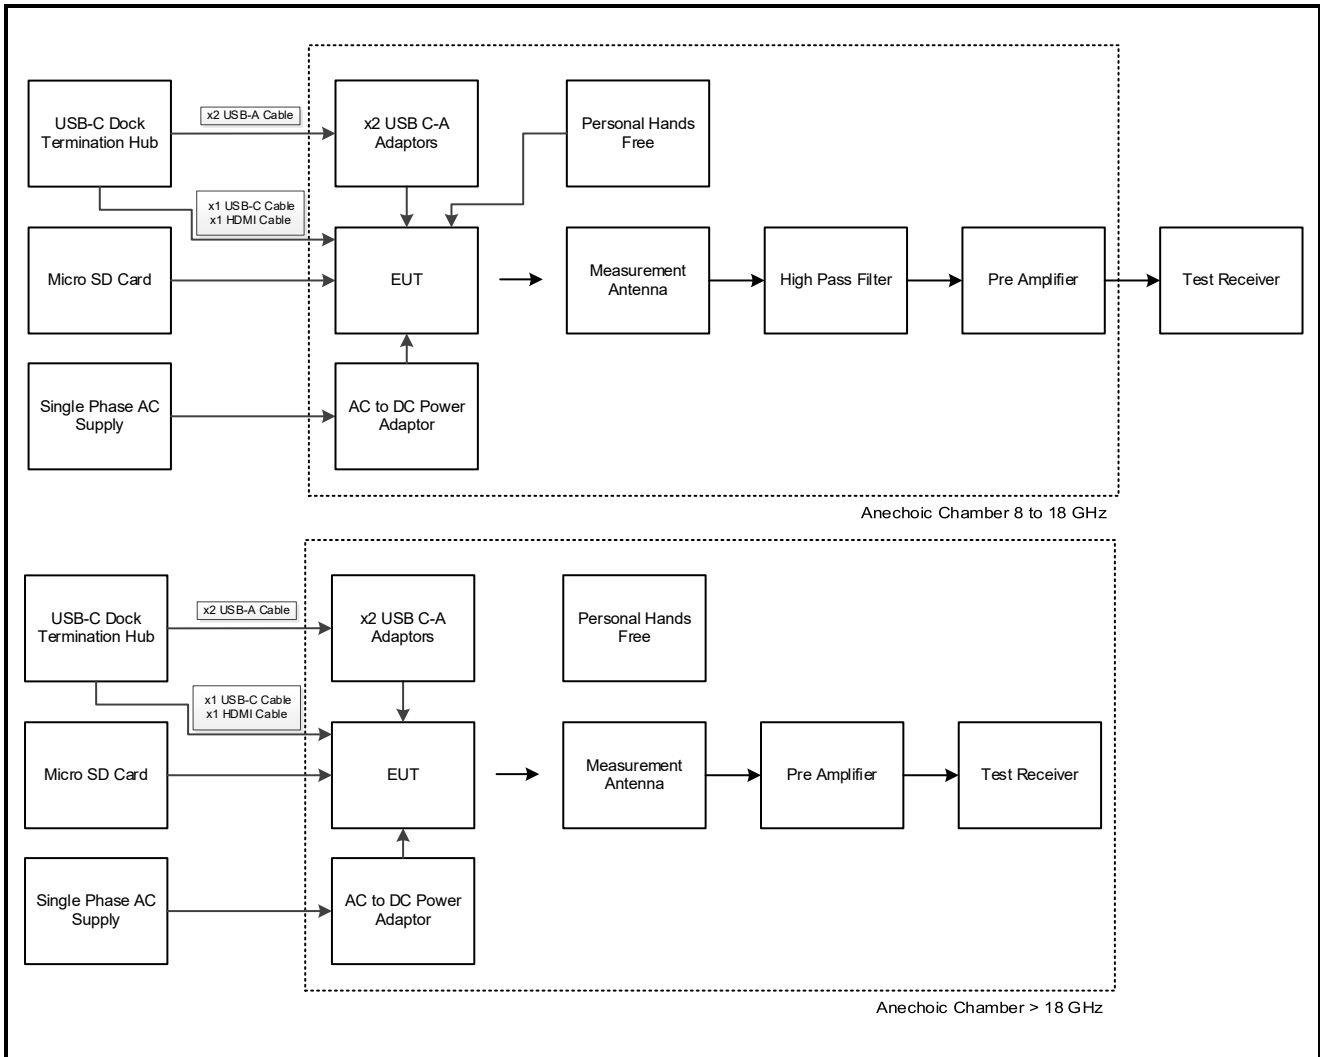 USB-C Dock
Termination Hub
x2 USB-A Cable
x2 USB C-A
Adaptors
Personal Hands
Free
x1 USB-C Cable
x1 HDMI Cable
Micro SD Card
EUT
Measurement
Antenna
High Pass Filter
Pre Amplifier
Test Receiver
Single Phase AC
Supply
AC to DC Power
Adaptor
Anechoic Chamber 8 to 18 GHz
USB-C Dock
Termination Hub
x2 USB-A Cable
x2 USB C-A
Adaptors
Personal Hands
Free
x1 USB-C Cable
x1 HDMI Cable
Micro SD Card
EUT
Measurement
Antenna
Pre Amplifier
Test Receiver
Single Phase AC
Supply
AC to DC Power
Adaptor
Anechoic Chamber > 18 GHz